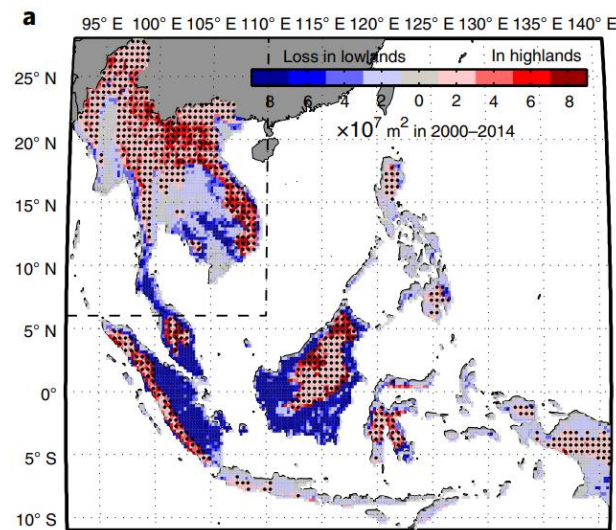 a
95° E 100° E 105° E 110° E 115° E 120° E 125° E 130° E 135° E 140° E
Loss in lowlands In highlands
8 6 4 2 0 2 4 6 8
×10⁷ m² in 2000–2014
25° N
20° N
15° N
10° N
5° N
0°
5° S
10° S